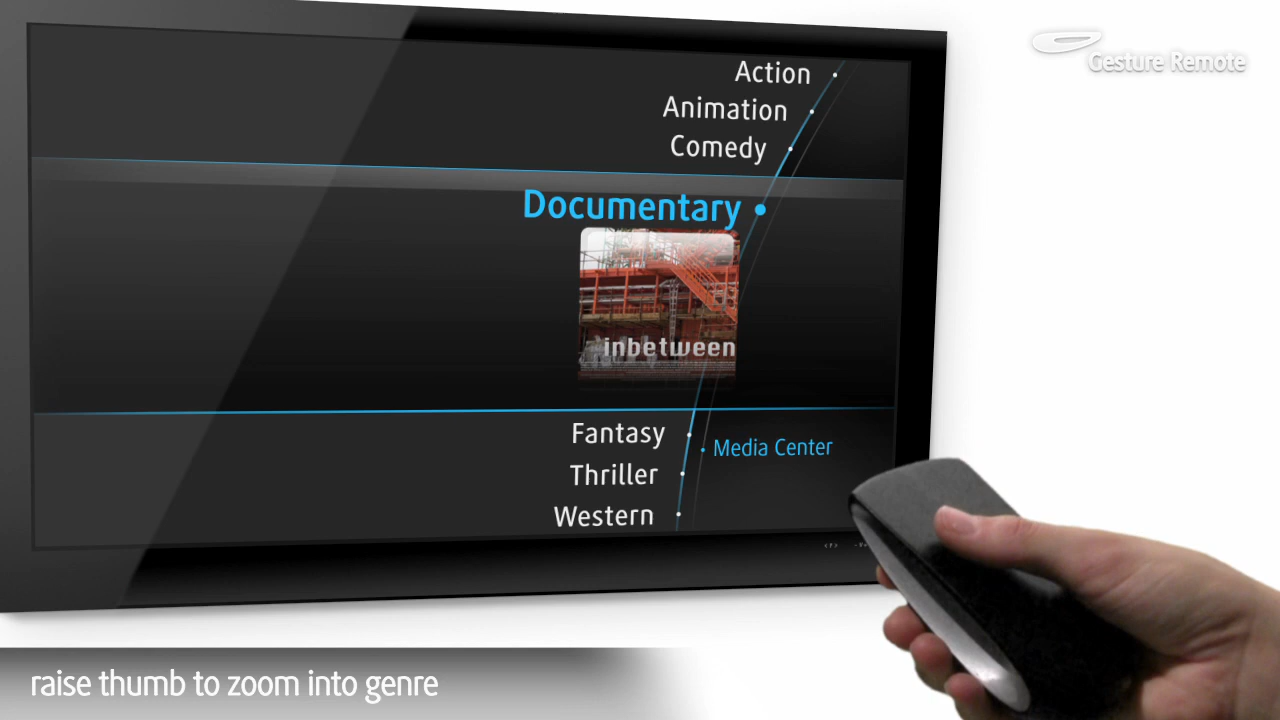 Gesture Remote
Action
Animation
Comedy
Documentary
inbetween
Fantasy
Media Center
Thriller
Western
raise thumb to zoom into genre